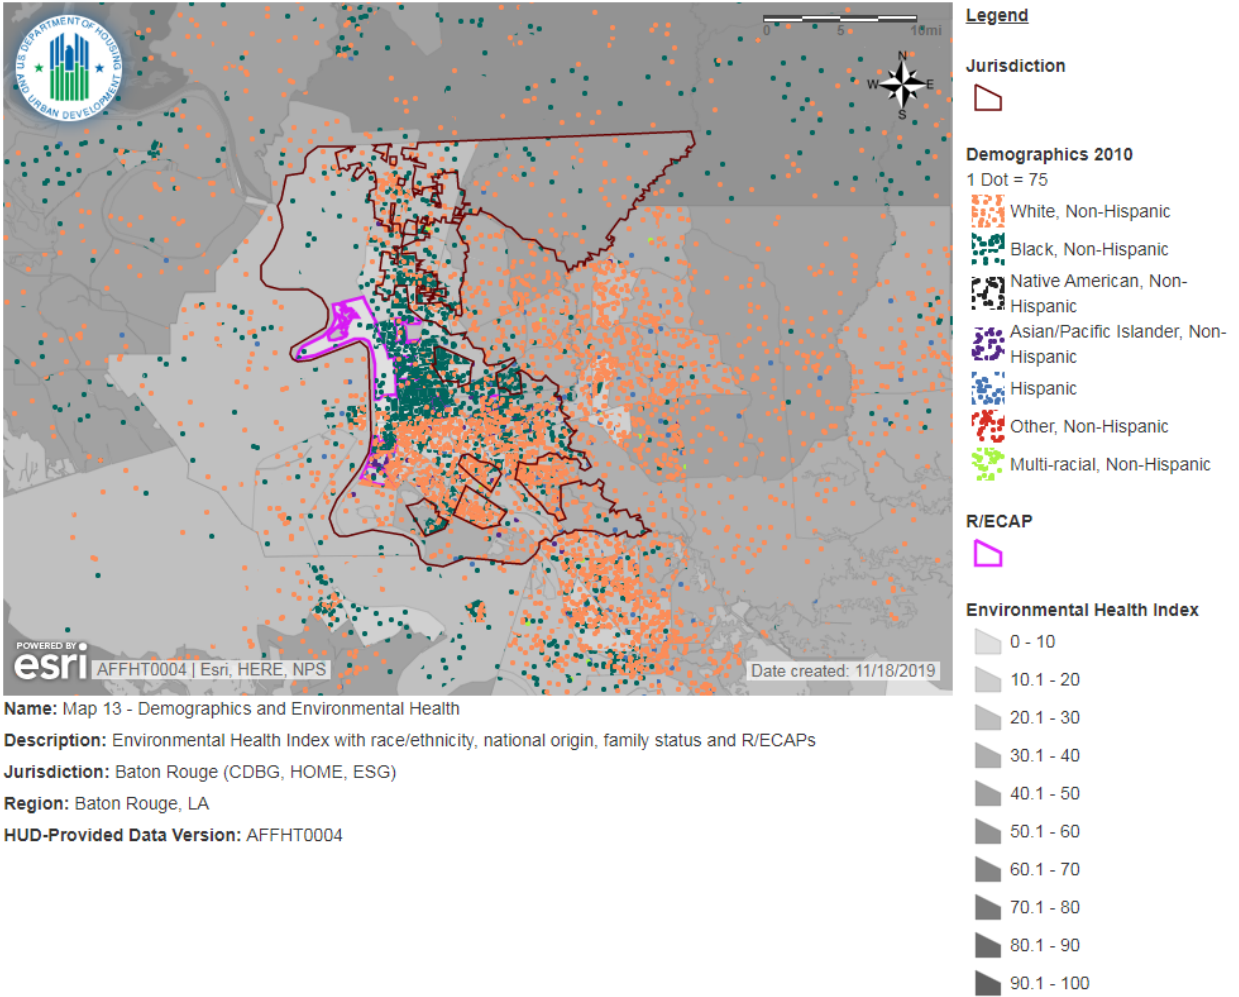 U.S. DEPARTMENT OF HOUSING
AND URBAN DEVELOPMENT
0 5 10mi
N
W E
S
POWERED BY
esri
AFFHT0004 | Esri, HERE, NPS
Date created: 11/18/2019
Name: Map 13 - Demographics and Environmental Health
Description: Environmental Health Index with race/ethnicity, national origin, family status and R/ECAPs
Jurisdiction: Baton Rouge (CDBG, HOME, ESG)
Region: Baton Rouge, LA
HUD-Provided Data Version: AFFHT0004
Legend
Jurisdiction
Demographics 2010
1 Dot = 75
White, Non-Hispanic
Black, Non-Hispanic
Native American, Non-
Hispanic
Asian/Pacific Islander, Non-
Hispanic
Hispanic
Other, Non-Hispanic
Multi-racial, Non-Hispanic
R/ECAP
Environmental Health Index
0 - 10
10.1 - 20
20.1 - 30
30.1 - 40
40.1 - 50
50.1 - 60
60.1 - 70
70.1 - 80
80.1 - 90
90.1 - 100